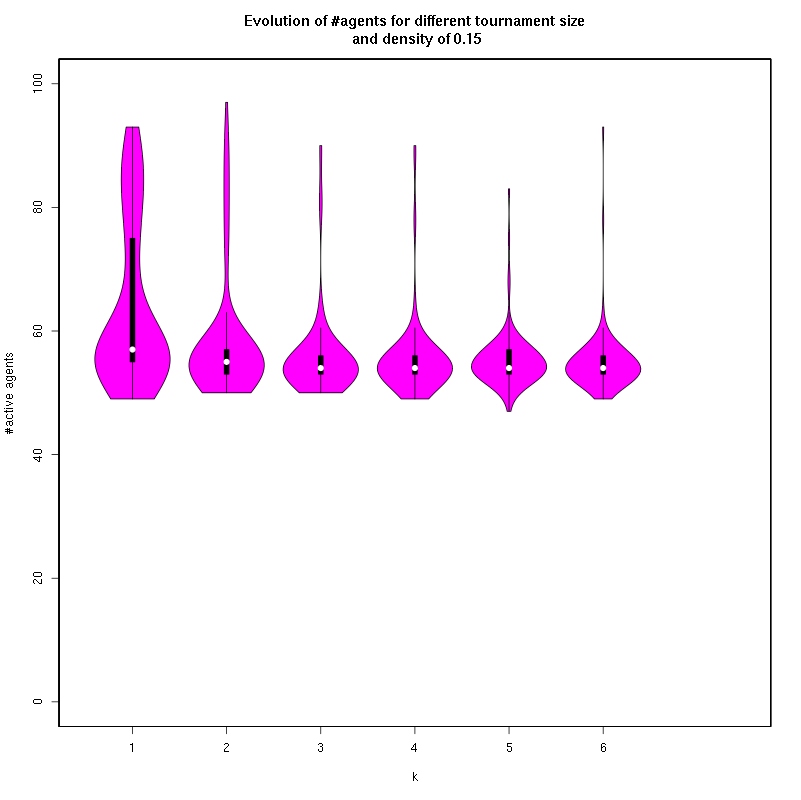 Evolution of #agents for different tournament size
and density of 0.15
100
80
60
40
20
0
#active agents
1 2 3 4 5 6
k